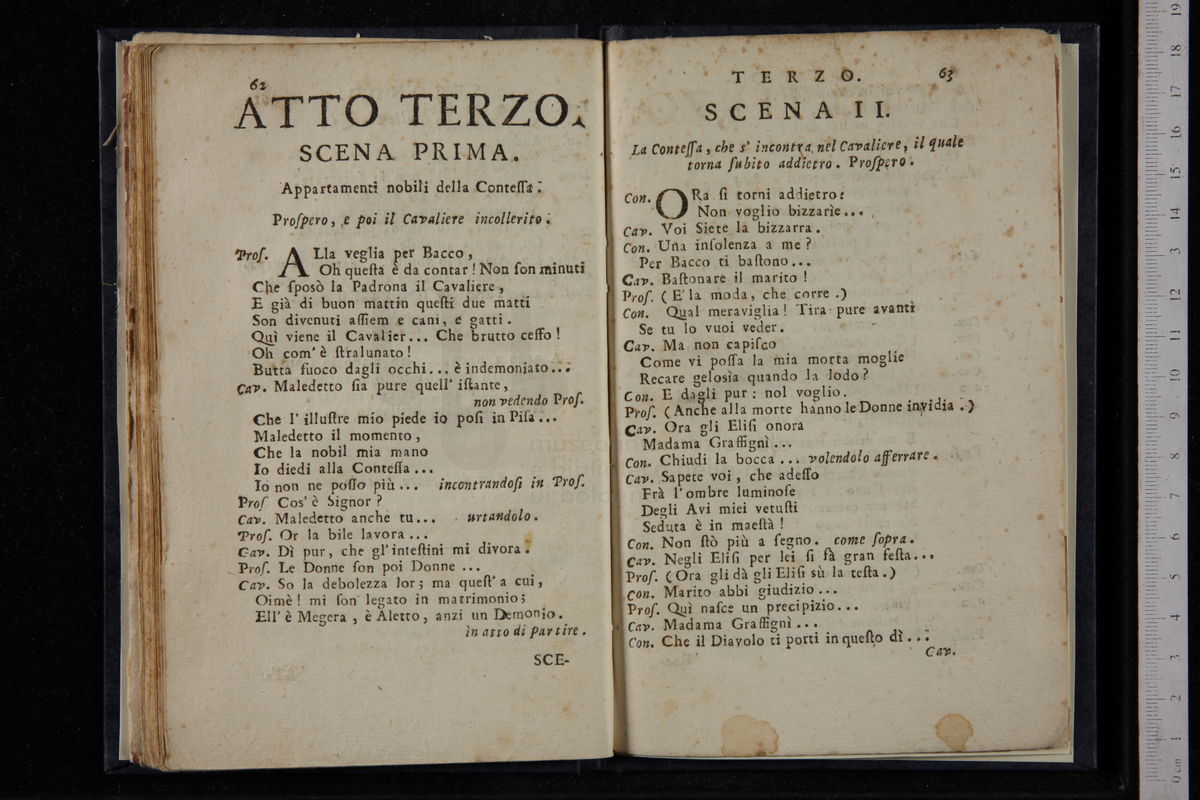 62
ATTO TERZO.
SCENA PRIMA.
Appartamenti nobili della Conteſſa.
Proſpero, e poi il Cavaliere incollerito.
Proſ. ALla veglia per Bacco,
Oh queſta è da contar! Non ſon minuti
Che ſposò la Padrona il Cavaliere,
E già di buon mattin queſti due matti
Son divenuti aſſiem e cani, e gatti.
Quì viene il Cavalier... Che brutto ceffo!
Oh com' è ſtralunato!
Butta fuoco dagli occhi... è indemoniato...
Cav. Maledetto ſia pure quell' iſtante,
non vedendo Proſ.
Che l' illuſtre mio piede io poſi in Piſa...
Maledetto il momento,
Che la nobil mia mano
Io diedi alla Conteſſa...
Io non ne poſſo più... incontrandoſi in Proſ.
Proſ Cos' è Signor?
Cav. Maledetto anche tu... urtandolo.
Proſ. Or la bile lavora...
Cav. Dì pur, che gl' inteſtini mi divora.
Proſ. Le Donne ſon poi Donne...
Cav. So la debolezza lor; ma queſt' a cui,
Oimè! mi ſon legato in matrimonio;
Ell' è Megera, è Aletto, anzi un Demonio.
in atto di partire.
SCE-
TERZO. 63
SCENA II.
La Conteſſa, che s' incontra nel Cavaliere, il quale
torna ſubito addietro. Proſpero.
Con. ORa ſi torni addietro:
Non voglio bizzarìe...
Cav. Voi Siete la bizzarra.
Con. Una inſolenza a me?
Per Bacco ti baſtono...
Cav. Baſtonare il marito!
Proſ. (E' la moda, che corre.)
Con. Qual meraviglia! Tira pure avanti
Se tu lo vuoi veder.
Cav. Ma non capiſco
Come vi poſſa la mia morta moglie
Recare geloſìa quando la lodo?
Con. E dagli pur: nol voglio.
Proſ. (Anche alla morte hanno le Donne invidia.)
Cav. Ora gli Eliſi onora
Madama Graffignì...
Con. Chiudi la bocca... volendolo afferrare.
Cav. Sapete voi, che adeſſo
Frà l' ombre luminoſe
Degli Avi miei vetuſti
Seduta è in maeſtà!
Con. Non ſtò più a ſegno. come ſopra.
Cav. Negli Eliſi per lei ſi fà gran feſta...
Proſ. (Ora gli dà gli Eliſi sù la teſta.)
Con. Marito abbi giudizio...
Proſ. Quì naſce un precipizio...
Cav. Madama Graffignì...
Con. Che il Diavolo ti porti in queſto dì...
Cav.